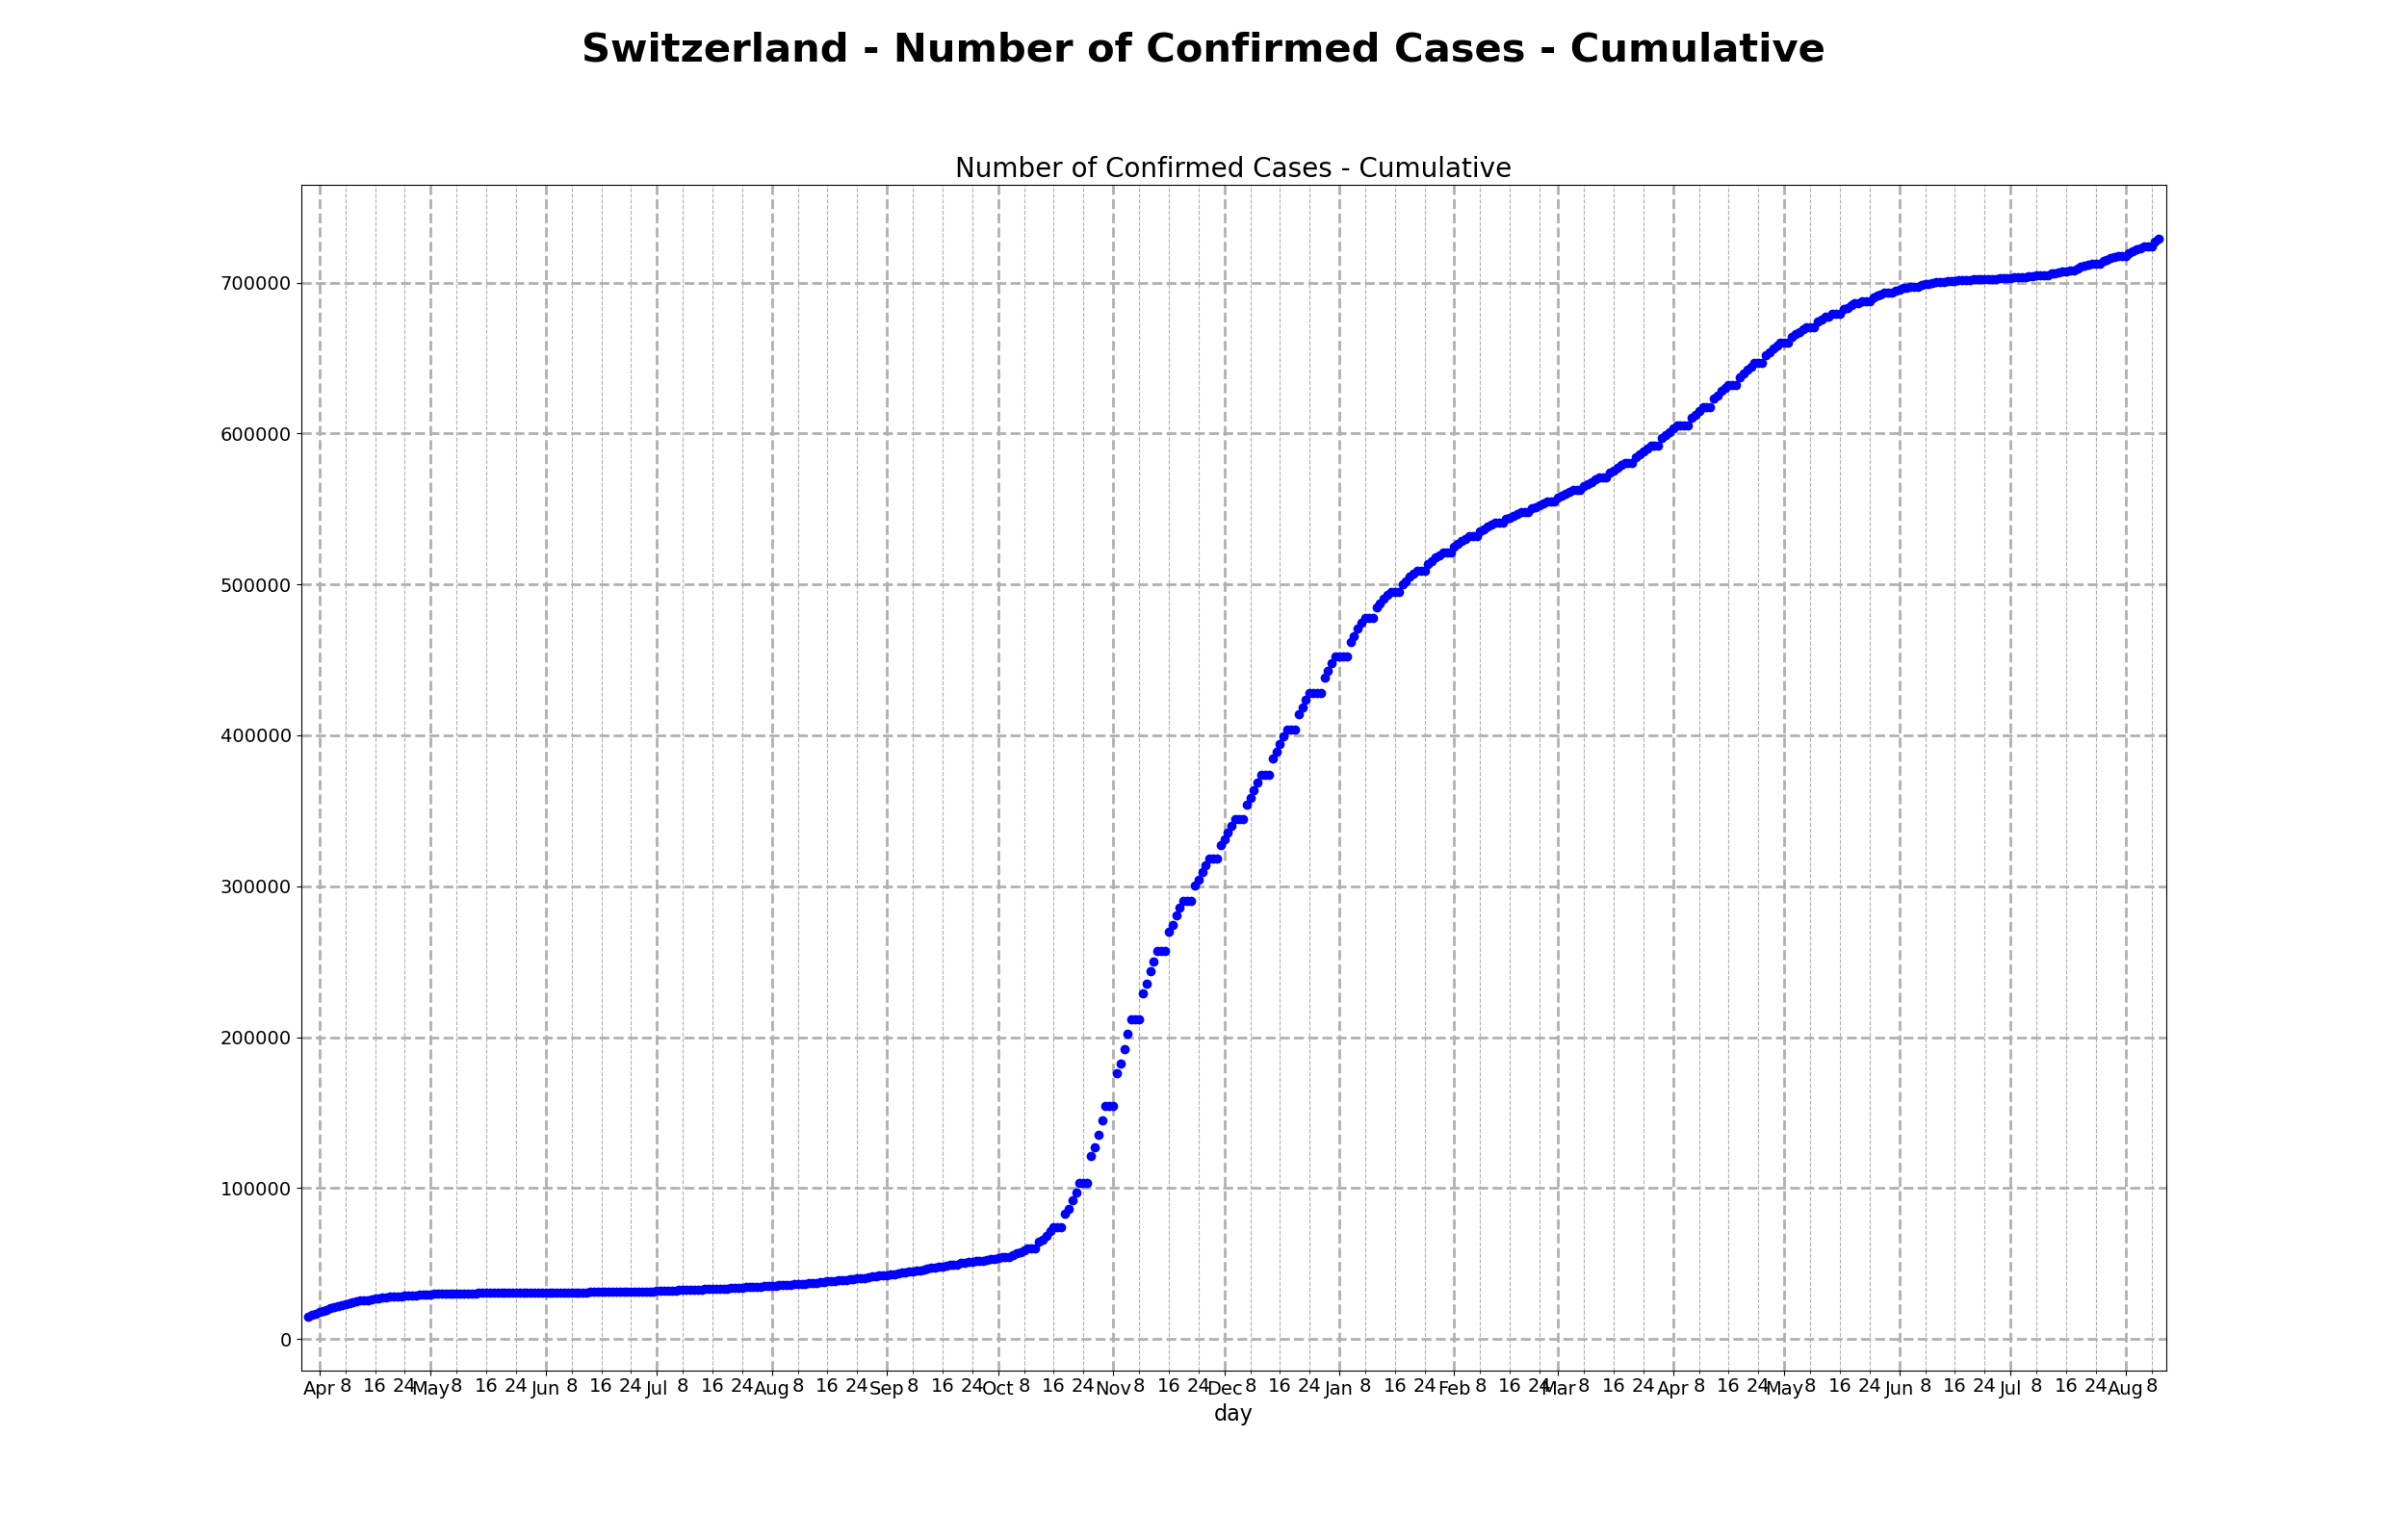 Switzerland - Number of Confirmed Cases - Cumulative
Number of Confirmed Cases - Cumulative
700000
600000
500000
400000
300000
200000
100000
0
Apr 8 16 24 May 8 16 24 Jun 8 16 24 Jul 8 16 24 Aug 8 16 24 Sep 8 16 24 Oct 8 16 24 Nov 8 16 24 Dec 8 16 24 Jan 8 16 24 Feb 8 16 24 Mar 8 16 24 Apr 8 16 24 May 8 16 24 Jun 8 16 24 Jul 8 16 24 Aug 8
day